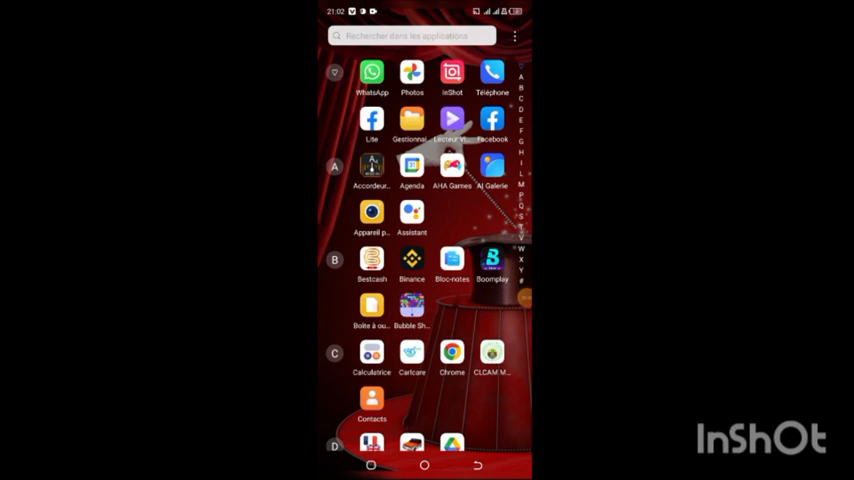 21:02
Rechercher dans les applications
WhatsApp Photos InShot Téléphone
Lite Gestionnai.. Lecteur Vi... Facebook
A
Accordeur... Agenda AHA Games AI Galerie
Appareil p... Assistant
B
Bestcash Binance Bloc-notes Boomplay
Boîte à ou... Bubble Sh...
C
Calculatrice Carlcare Chrome CLCAM M...
Contacts
D
A
B
C
D
E
F
G
H
I
L
M
P
Q
S
T
V
W
X
Y
#
InShOt